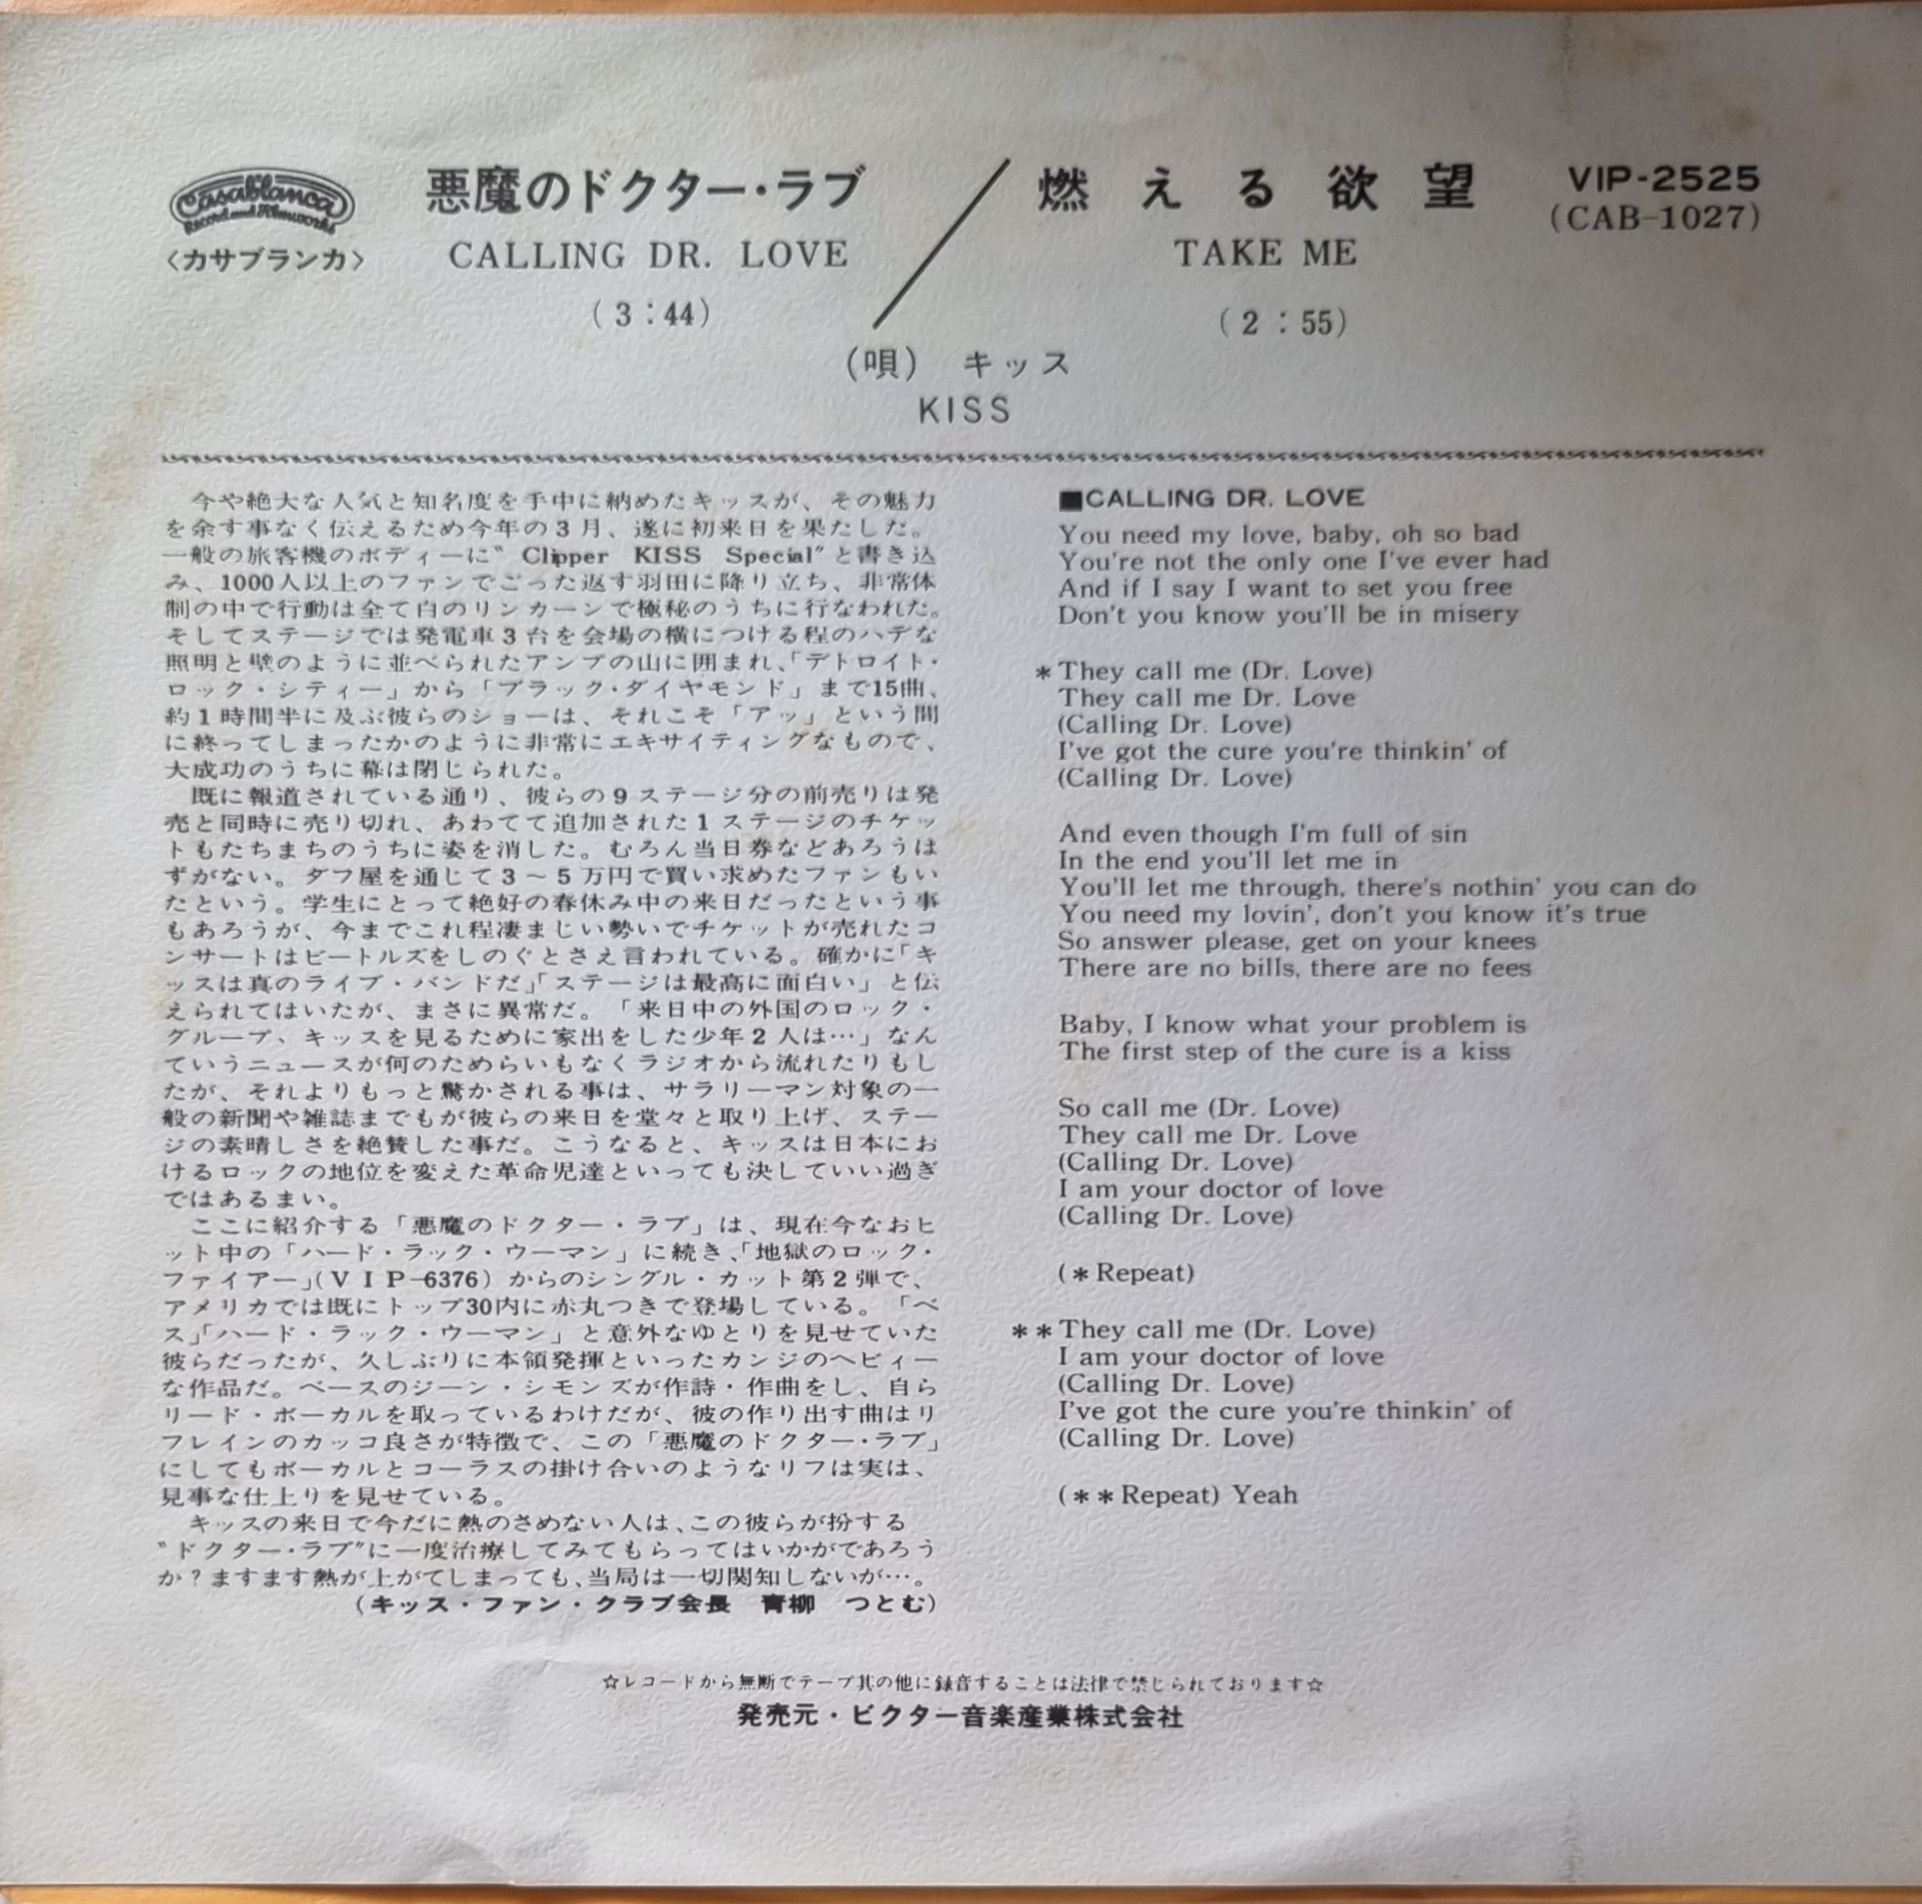 Casablanca
Record and Filmworks
〈カサブランカ〉
悪魔のドクター・ラブ
CALLING DR. LOVE
(3:44)
燃える欲望
TAKE ME
(2:55)
VIP-2525
(CAB-1027)
(唄) キッス
KISS
今や絶大な人気と知名度を手中に納めたキッスが、その魅力
を余す事なく伝えるため今年の3月、遂に初来日を果たした。
一般の旅客機のボディーに〝Clipper KISS Special〞と書き込
み、1000人以上のファンでごった返す羽田に降り立ち、非常体
制の中で行動は全て白のリンカーンで極秘のうちに行なわれた。
そしてステージでは発電車3台を会場の横につける程のハデな
照明と壁のように並べられたアンプの山に囲まれ、「デトロイト・
ロック・シティー」から「ブラック・ダイヤモンド」まで15曲、
約1時間半に及ぶ彼らのショーは、それこそ「アッ」という間
に終ってしまったかのように非常にエキサイティングなもので、
大成功のうちに幕は閉じられた。
既に報道されている通り、彼らの9ステージ分の前売りは発
売と同時に売り切れ、あわてて追加された1ステージのチケッ
トもたちまちのうちに姿を消した。むろん当日券などあろうは
ずがない。ダフ屋を通じて3〜5万円で買い求めたファンもい
たという。学生にとって絶好の春休み中の来日だったという事
もあろうが、今までこれ程凄まじい勢いでチケットが売れたコ
ンサートはビートルズをしのぐとさえ言われている。確かに「キ
ッスは真のライブ・バンドだ」「ステージは最高に面白い」と伝
えられてはいたが、まさに異常だ。「来日中の外国のロック・
グループ、キッスを見るために家出をした少年2人は…」なん
ていうニュースが何のためらいもなくラジオから流れたりもし
たが、それよりもっと驚かされる事は、サラリーマン対象の一
般の新聞や雑誌までもが彼らの来日を堂々と取り上げ、ステー
ジの素晴しさを絶賛した事だ。こうなると、キッスは日本にお
けるロックの地位を変えた革命児達といっても決していい過ぎ
ではあるまい。
ここに紹介する「悪魔のドクター・ラブ」は、現在今なおヒ
ット中の「ハード・ラック・ウーマン」に続き、「地獄のロック・
ファイアー」(VIP-6376) からのシングル・カット第2弾で、
アメリカでは既にトップ30内に赤丸つきで登場している。「ベ
ス」「ハード・ラック・ウーマン」と意外なゆとりを見せていた
彼らだったが、久しぶりに本領発揮といったカンジのヘビィー
な作品だ。ベースのジーン・シモンズが作詩・作曲をし、自ら
リード・ボーカルを取っているわけだが、彼の作り出す曲はリ
フレインのカッコ良さが特徴で、この「悪魔のドクター・ラブ」
にしてもボーカルとコーラスの掛け合いのようなリフは実は、
見事な仕上りを見せている。
キッスの来日で今だに熱のさめない人は、この彼らが扮する
〝ドクター・ラブ〞に一度治療してみてもらってはいかがであろう
か?ますます熱が上がてしまっても、当局は一切関知しないが…。
(キッス・ファン・クラブ会長 青柳 つとむ)
■CALLING DR. LOVE
You need my love, baby, oh so bad
You're not the only one I've ever had
And if I say I want to set you free
Don't you know you'll be in misery
*They call me (Dr. Love)
They call me Dr. Love
(Calling Dr. Love)
I've got the cure you're thinkin' of
(Calling Dr. Love)
And even though I'm full of sin
In the end you'll let me in
You'll let me through, there's nothin' you can do
You need my lovin', don't you know it's true
So answer please, get on your knees
There are no bills, there are no fees
Baby, I know what your problem is
The first step of the cure is a kiss
So call me (Dr. Love)
They call me Dr. Love
(Calling Dr. Love)
I am your doctor of love
(Calling Dr. Love)
(*Repeat)
**They call me (Dr. Love)
I am your doctor of love
(Calling Dr. Love)
I've got the cure you're thinkin' of
(Calling Dr. Love)
(**Repeat) Yeah
☆レコードから無断でテープ其の他に録音することは法律で禁じられております☆
発売元・ビクター音楽産業株式会社